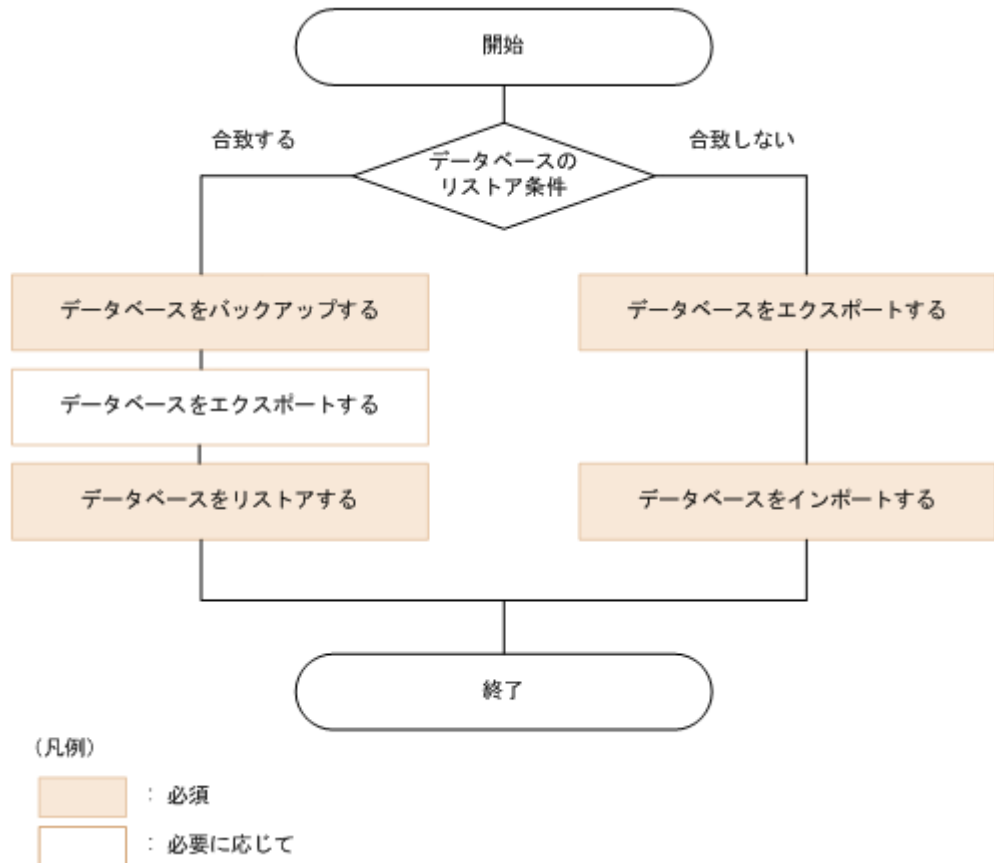 開始
合致する
合致しない
データベースの
リストア条件
データベースをバックアップする
データベースをエクスポートする
データベースをエクスポートする
データベースをリストアする
データベースをインポートする
終了
(凡例)
: 必須
: 必要に応じて